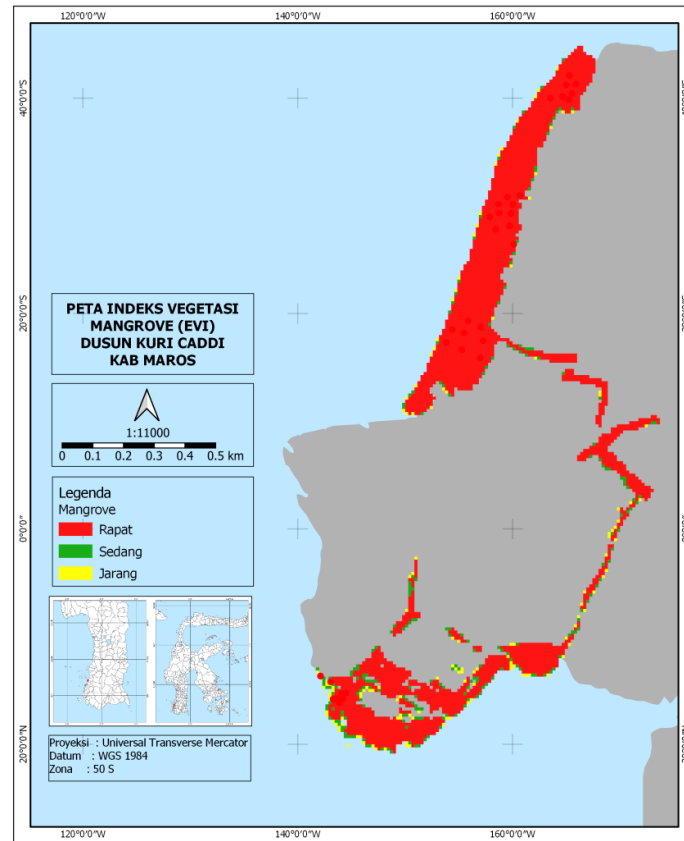 120°0'0"W 140°0'0"W 160°0'0"W
40°0'0"S
20°0'0"S
0°0'0"
20°0'0"N
PETA INDEKS VEGETASI
MANGROVE (EVI)
DUSUN KURI CADDI
KAB MAROS
1:11000
0 0.1 0.2 0.3 0.4 0.5 km
Legenda
Mangrove
Rapat
Sedang
Jarang
Proyeksi : Universal Transverse Mercator
Datum : WGS 1984
Zona : 50 S
120°0'0"W 140°0'0"W 160°0'0"W